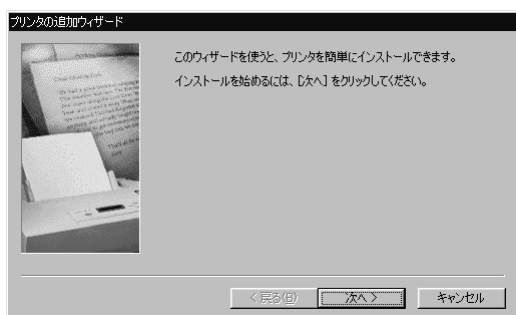 プリンタの追加ウィザード
このウィザードを使うと、プリンタを簡単にインストールできます。
インストールを始めるには、[次へ] をクリックしてください。
< 戻る(B)
次へ >
キャンセル